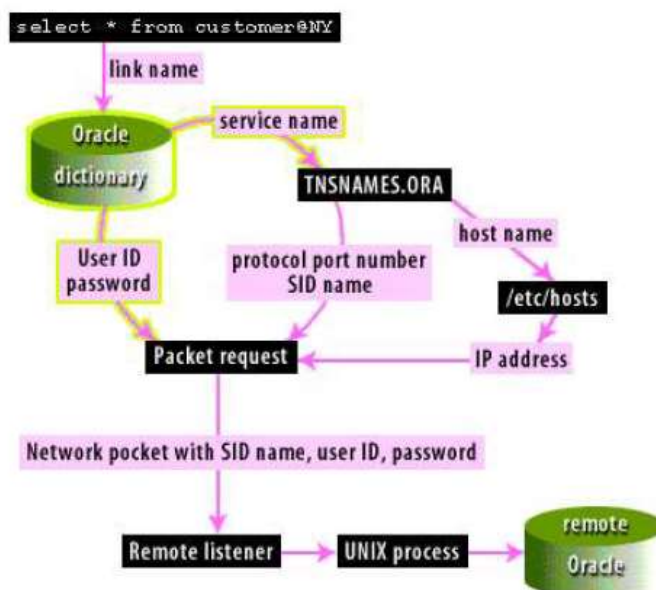 select * from customer@NY
link name
Oracle
dictionary
service name
TNSNAMES.ORA
host name
User ID
password
protocol port number
SID name
/etc/hosts
Packet request
IP address
Network pocket with SID name, user ID, password
Remote listener
UNIX process
remote
Oracle